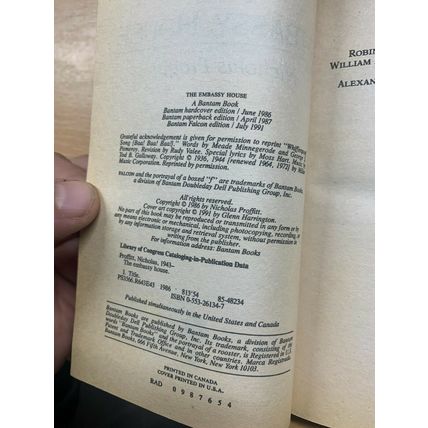 THE EMBASSY HOUSE
A Bantam Book
Bantam hardcover edition / June 1986
Bantam paperback edition / April 1987
Bantam Falcon edition / July 1991
Grateful acknowledgement is given for permission to reprint "Whiffenpoof
Song (Baa! Baa! Baa!)." Words by Meade Minnegerode and George S.
Pomeroy. Revision by Rudy Valee. Special lyrics by Moss Hart. Music by
Tod B. Galloway. Copyright © 1936, 1944 (renewed 1964, 1972) by Miller
Music Corporation. Reprinted by permission.
FALCON and the portrayal of a boxed "f" are trademarks of Bantam Books,
a division of Bantam Doubleday Dell Publishing Group, Inc.
All rights reserved.
Copyright © 1986 by Nicholas Proffitt.
Cover art copyright © 1991 by Glenn Harrington.
No part of this book may be reproduced or transmitted in any form or by
any means electronic or mechanical, including photocopying, recording, or
by any information storage and retrieval system, without permission in
writing from the publisher.
For information address: Bantam Books
Library of Congress Cataloging-in-Publication Data
Proffitt, Nicholas, 1943–
The embassy house.
I. Title.
PS3566.R643E43 1986 813'.54 85-48234
ISBN 0-553-26134-7
Published simultaneously in the United States and Canada
Bantam Books are published by Bantam Books, a division of Bantam
Doubleday Dell Publishing Group, Inc. Its trademark, consisting of the
words "Bantam Books" and the portrayal of a rooster, is Registered in U.S.
Patent and Trademark Office and in other countries. Marca Registrada.
Bantam Books, 666 Fifth Avenue, New York, New York 10103.
PRINTED IN CANADA
COVER PRINTED IN U.S.A.
RAD 0 9 8 7 6 5 4
ROBIN
WILLIAM
ALEXAN